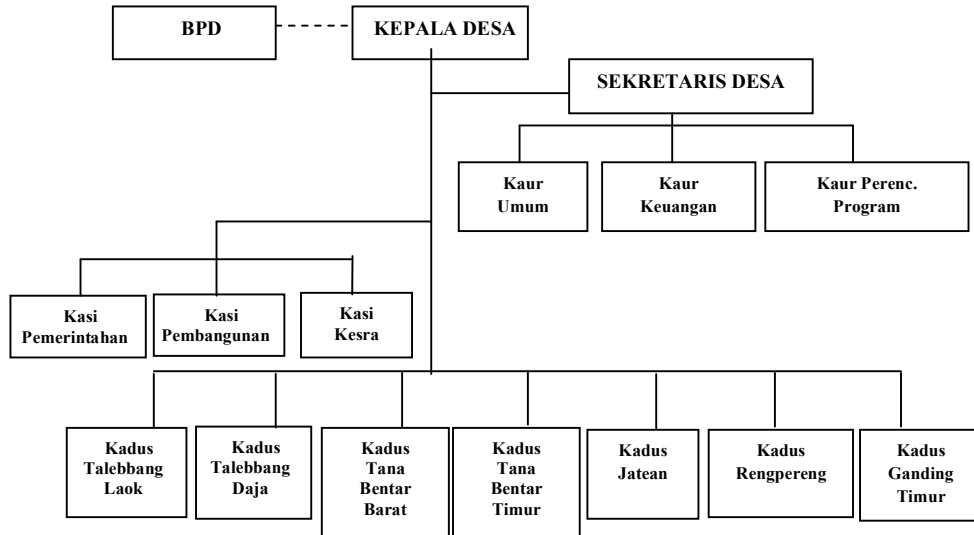 BPD
KEPALA DESA
SEKRETARIS DESA
Kaur
Umum
Kaur
Keuangan
Kaur Perenc.
Program
Kasi
Pemerintahan
Kasi
Pembangunan
Kasi
Kesra
Kadus
Talebbang
Laok
Kadus
Talebbang
Daja
Kadus
Tana
Bentar
Barat
Kadus
Tana
Bentar
Timur
Kadus
Jatean
Kadus
Rengpereng
Kadus
Ganding
Timur